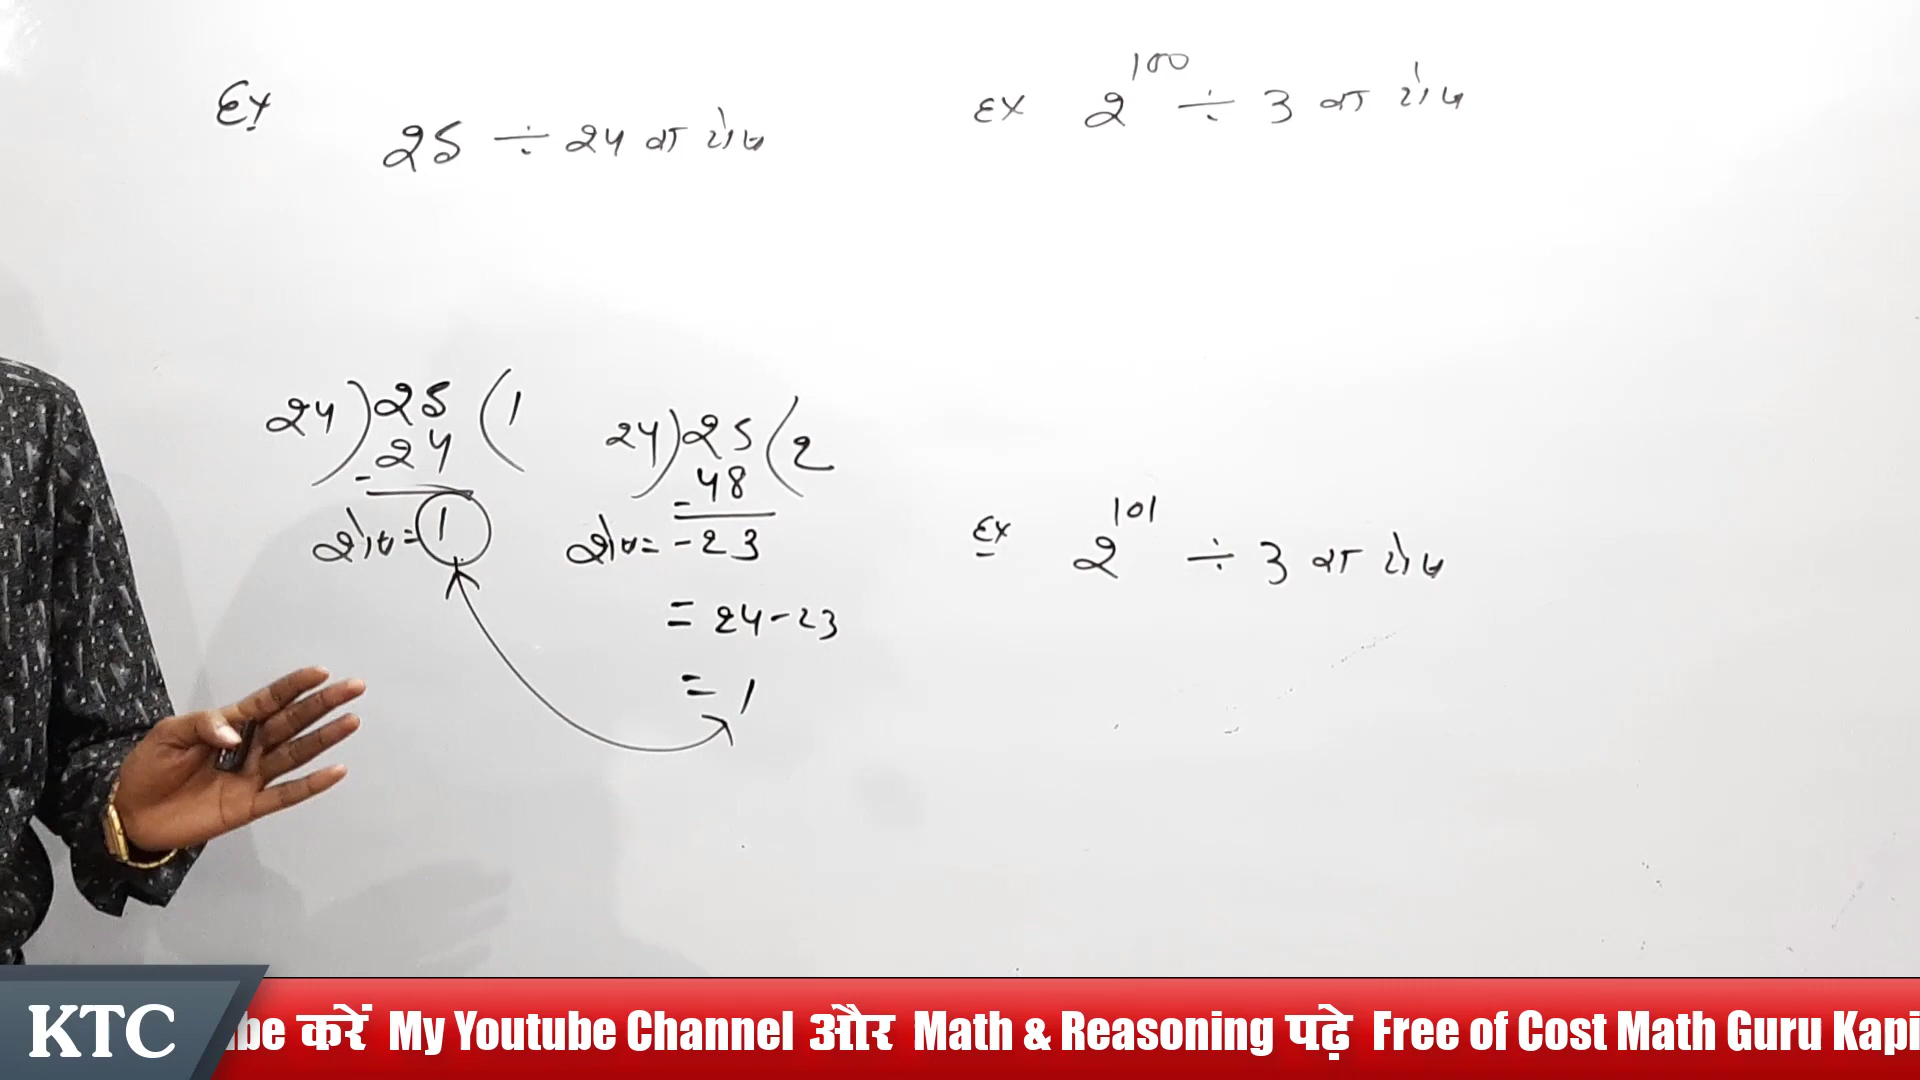 Ex
25 ÷ 24 का शेष
24) 25 (1
- 24
शेष = 1
24) 25 (2
- 48
शेष = - 23
= 24 - 23
= 1
Ex 2^100 ÷ 3 का शेष
Ex 2^101 ÷ 3 का शेष
KTC
be करें My Youtube Channel और Math & Reasoning पढ़े Free of Cost Math Guru Kapi